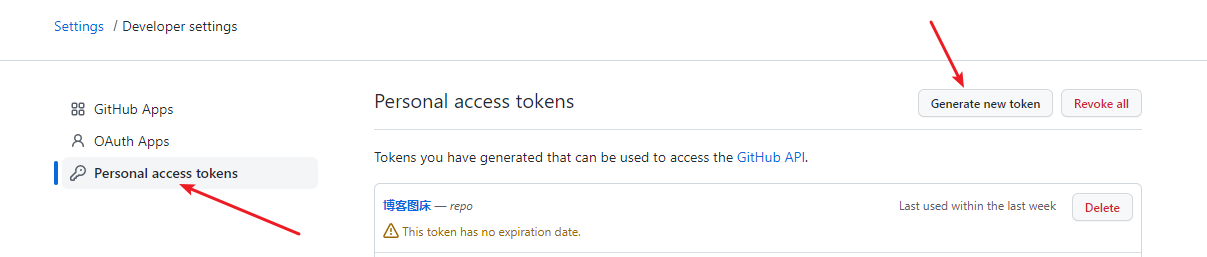 Settings / Developer settings
GitHub Apps
OAuth Apps
Personal access tokens
Personal access tokens
Generate new token
Revoke all
Tokens you have generated that can be used to access the GitHub API.
博客图床 — repo
Last used within the last week
Delete
This token has no expiration date.